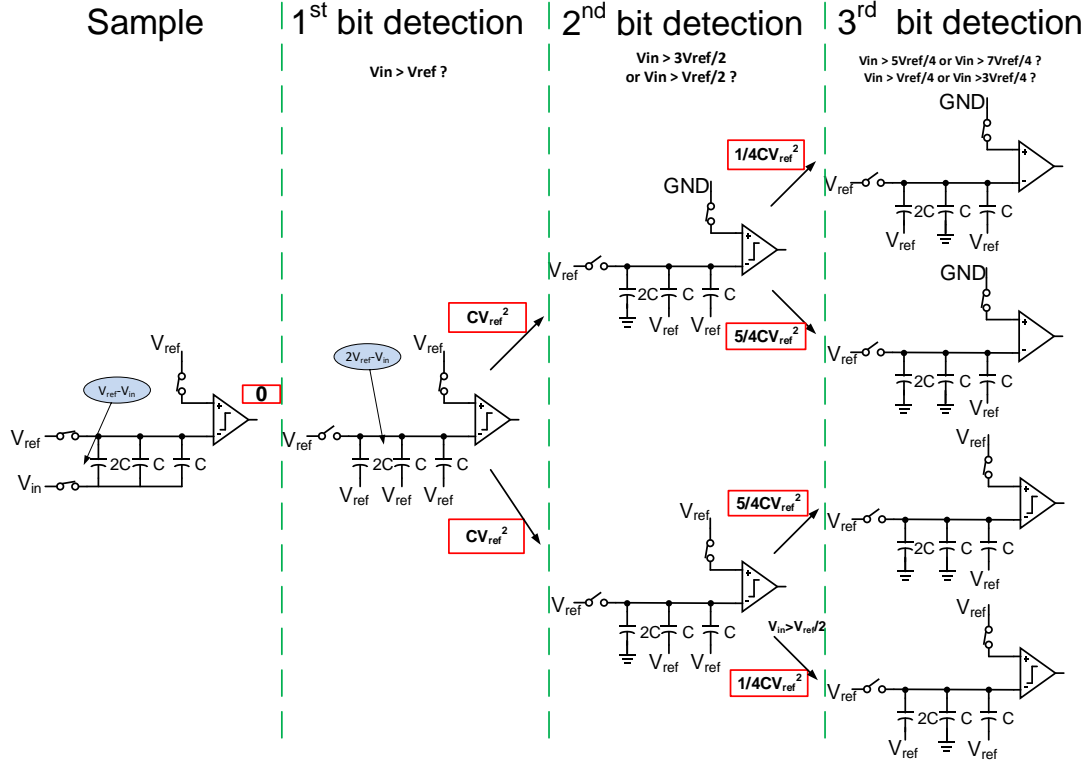 Sample
1st bit detection
2nd bit detection
3rd bit detection
Vin > Vref ?
Vin > 3Vref/2
or Vin > Vref/2 ?
Vin > 5Vref/4 or Vin > 7Vref/4 ?
Vin > Vref/4 or Vin >3Vref/4 ?
Vref
Vref-Vin
0
Vref
Vin
2C
C
C
Vref
2Vref-Vin
Vref
2C
C
C
Vref
Vref
Vref
CVref2
CVref2
GND
Vref
2C
C
C
Vref
Vref
1/4CVref2
5/4CVref2
Vref
Vref
2C
C
C
Vref
Vref
5/4CVref2
Vin>Vref/2
1/4CVref2
GND
Vref
2C
C
C
Vref
Vref
GND
Vref
2C
C
C
Vref
Vref
Vref
2C
C
C
Vref
Vref
Vref
2C
C
C
Vref
Vref